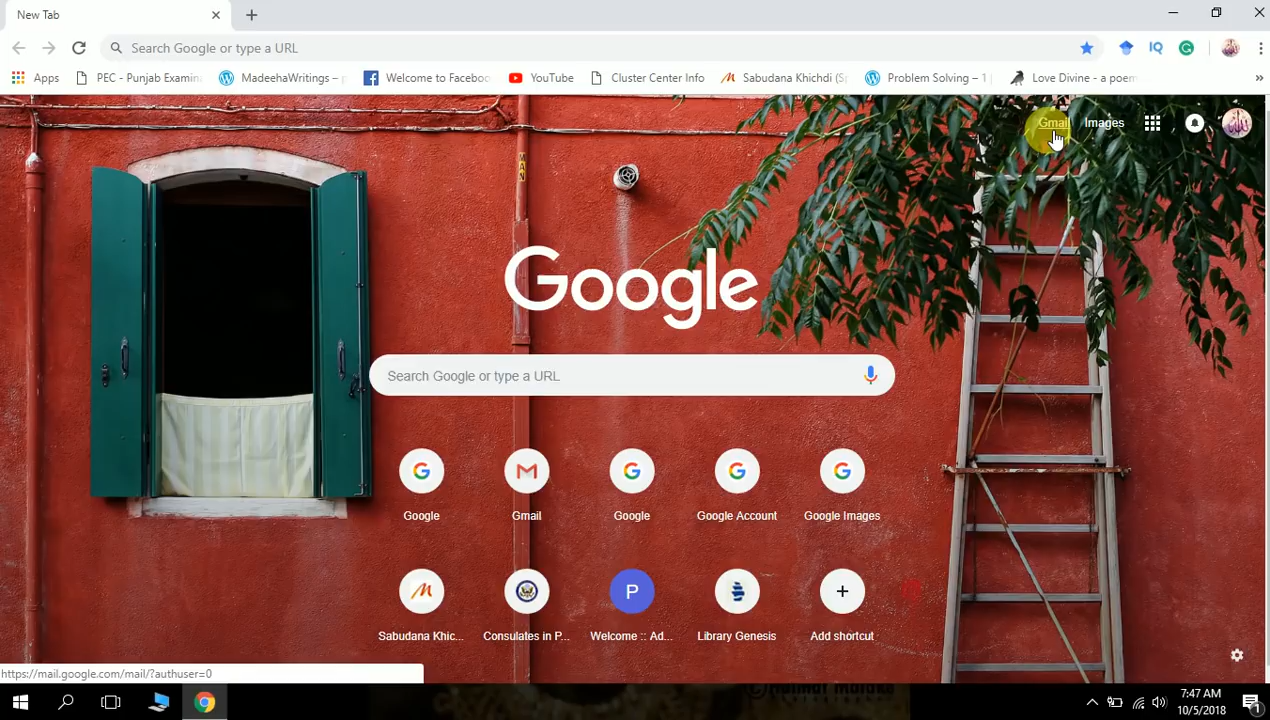 New Tab
Search Google or type a URL
Apps PEC - Punjab Examin MadeehaWritings – Welcome to Faceboo YouTube Cluster Center Info Sabudana Khichdi (S Problem Solving – 1 Love Divine - a poem »
Gmail Images
Google
Search Google or type a URL
Google Gmail Google Google Account Google Images
P
Sabudana Khic... Consulates in P... Welcome :: Ad... Library Genesis Add shortcut
https://mail.google.com/mail/?authuser=0
7:47 AM
10/5/2018
1